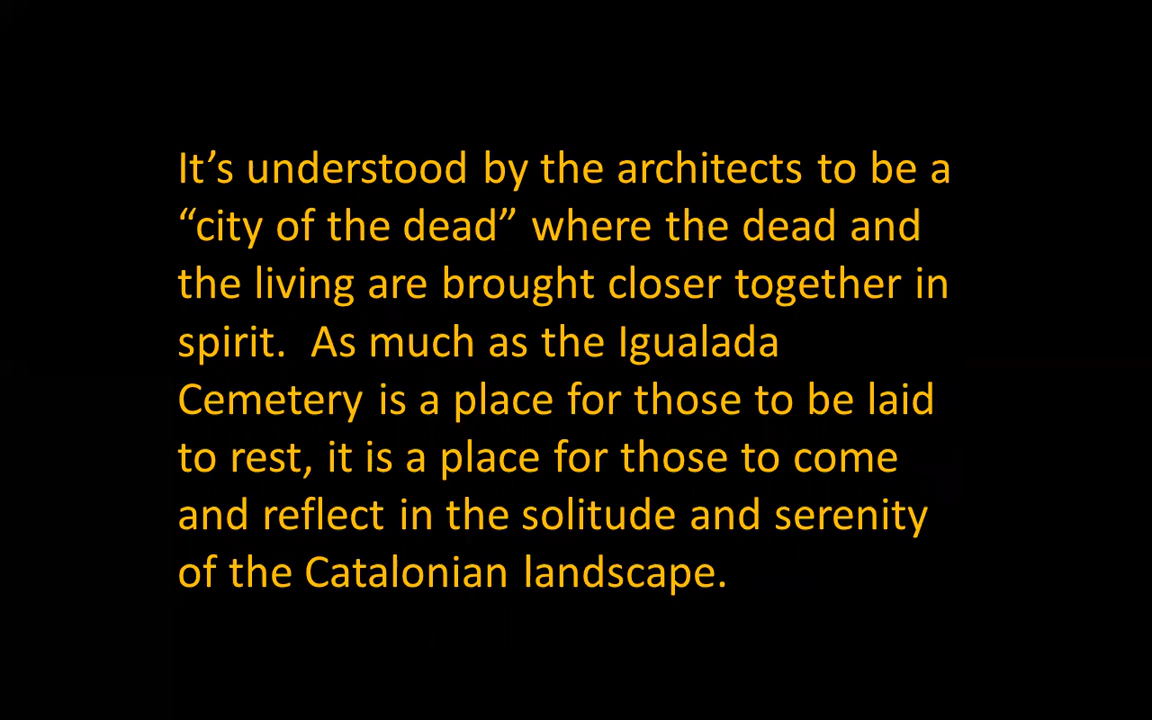 It’s understood by the architects to be a
“city of the dead” where the dead and
the living are brought closer together in
spirit.  As much as the Igualada
Cemetery is a place for those to be laid
to rest, it is a place for those to come
and reflect in the solitude and serenity
of the Catalonian landscape.